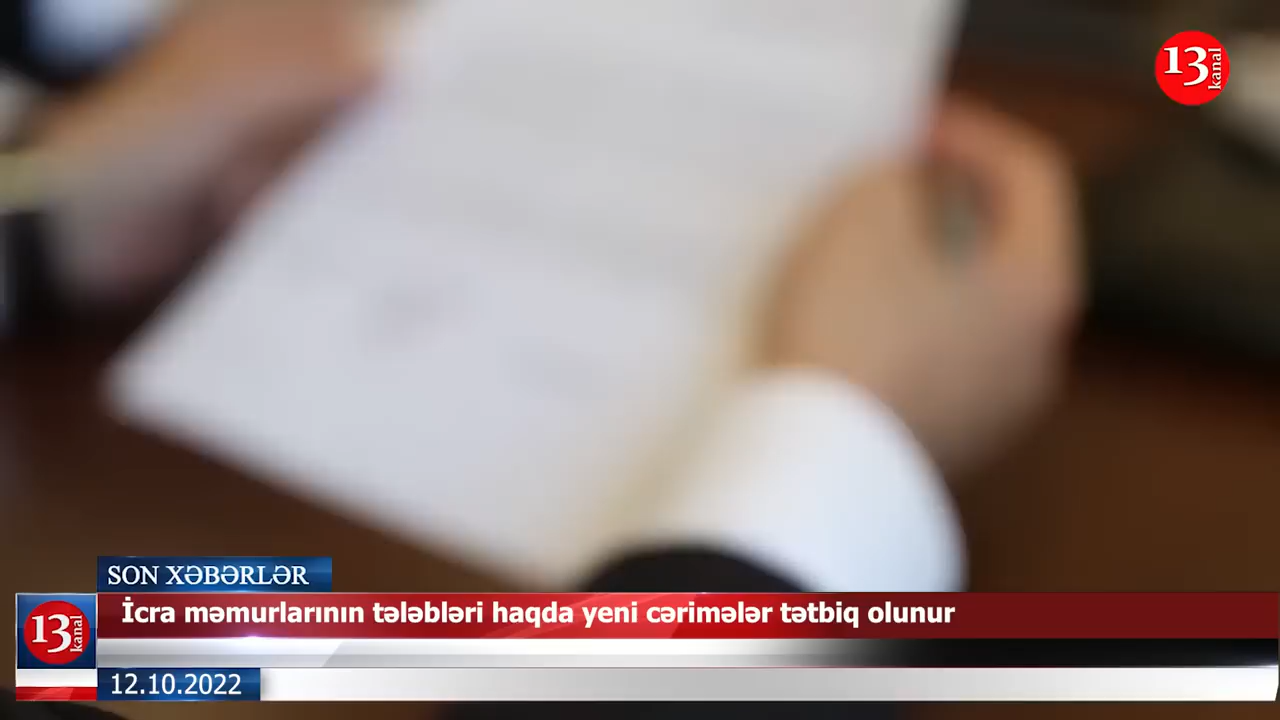 13 kanal
SON XƏBƏRLƏR
İcra məmurlarının tələbləri haqda yeni cərimələr tətbiq olunur
13 kanal
12.10.2022